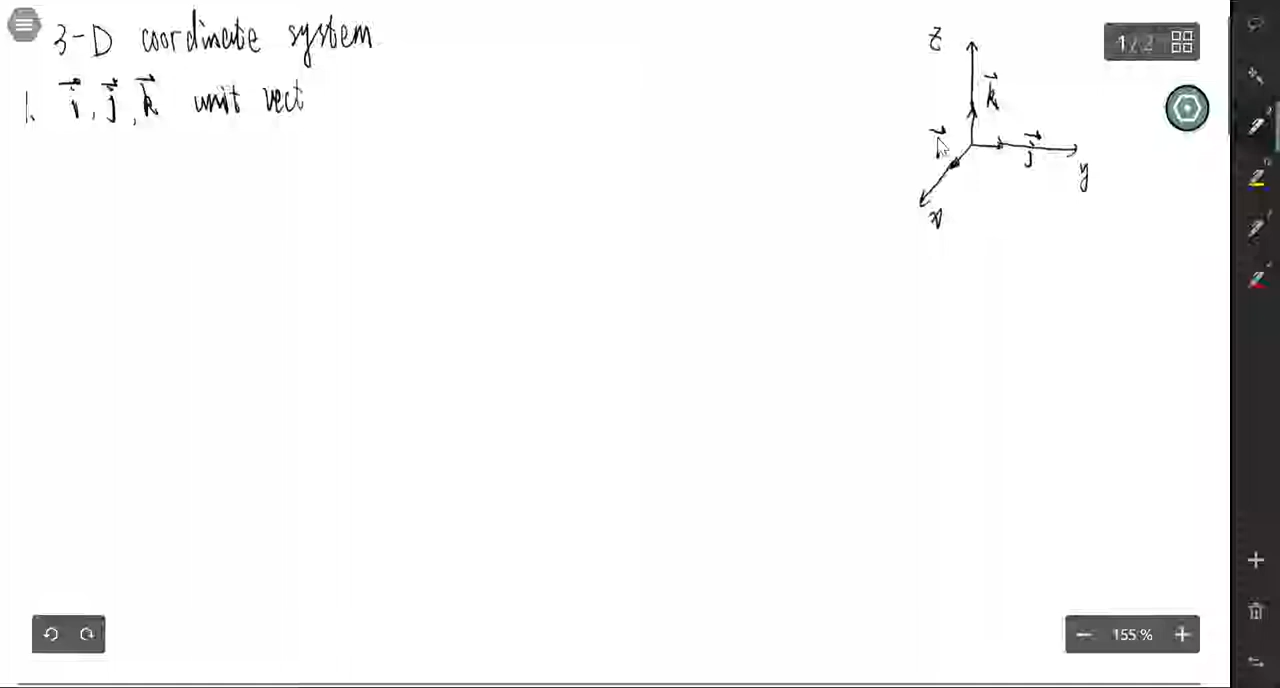 3-D coordinate system
1. i, j, k unit vect
z
k
j
y
x
1 / 2
155 %